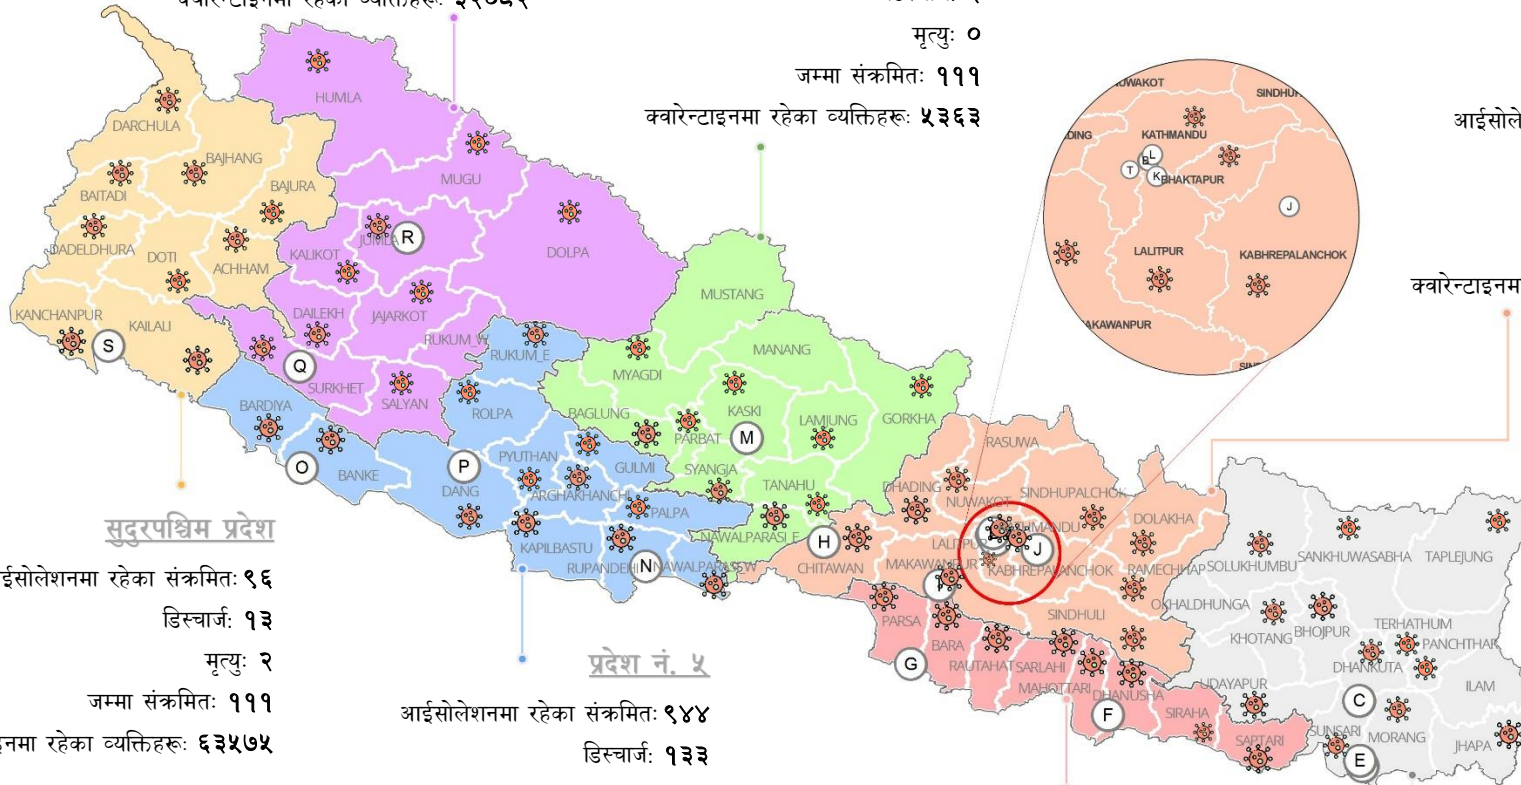 मृत्युः ०
जम्मा संक्रमितः १११
क्वारेन्टाइनमा रहेका व्यक्तिहरूः ५३६३
आईसोले
क्वारेन्टाइनम
SINDHU
KATHMANDU
L
B
T
K
BHAKTAPUR
J
LALITPUR
KABHREPALANCHOK
AKAWANPUR
HUMLA
DARCHULA
BAJHANG
MUGU
BAITADI
BAJURA
DADELDHURA
DOTI
ACHHAM
JUMLA
R
KALIKOT
DOLPA
MUSTANG
KANCHANPUR
KAILALI
S
DAILEKH
JAJARKOT
RUKUM_W
RUKUM_E
Q
SURKHET
SALYAN
MANANG
MYAGDI
BARDIYA
ROLPA
BAGLUNG
KASKI
LAMJUNG
GORKHA
PARBAT
M
O
BANKE
P
DANG
PYUTHAN
GULMI
SYANGJA
TANAHU
ARGHAKHANCHI
PALPA
RASUWA
DHADING
NUWAKOT
SINDHUPALCHOK
DOLAKHA
KAPILBASTU
RUPANDEHI
N
NAWALPARASI_E
H
CHITAWAN
MAKAWANPUR
J
KABHREPALANCHOK
RAMECHHAP
SINDHULI
SOLUKHUMBU
SANKHUWASABHA
TAPLEJUNG
OKHALDHUNGA
KHOTANG
BHOJPUR
TERHATHUM
PANCHTHAR
DHANKUTA
ILAM
PARSA
BARA
G
RAUTAHAT
SARLAHI
MAHOTTARI
DHANUSHA
F
SIRAHA
UDAYAPUR
SAPTARI
SUNSARI
C
MORANG
E
JHAPA
सुदुरपश्चिम प्रदेश
ईसोलेशनमा रहेका संक्रमितः ९६
डिस्चार्ज: १३
मृत्युः २
जम्मा संक्रमितः १११
इनमा रहेका व्यक्तिहरूः ६३५७५
प्रदेश नं. ५
आईसोलेशनमा रहेका संक्रमितः ९४४
डिस्चार्ज: १३३